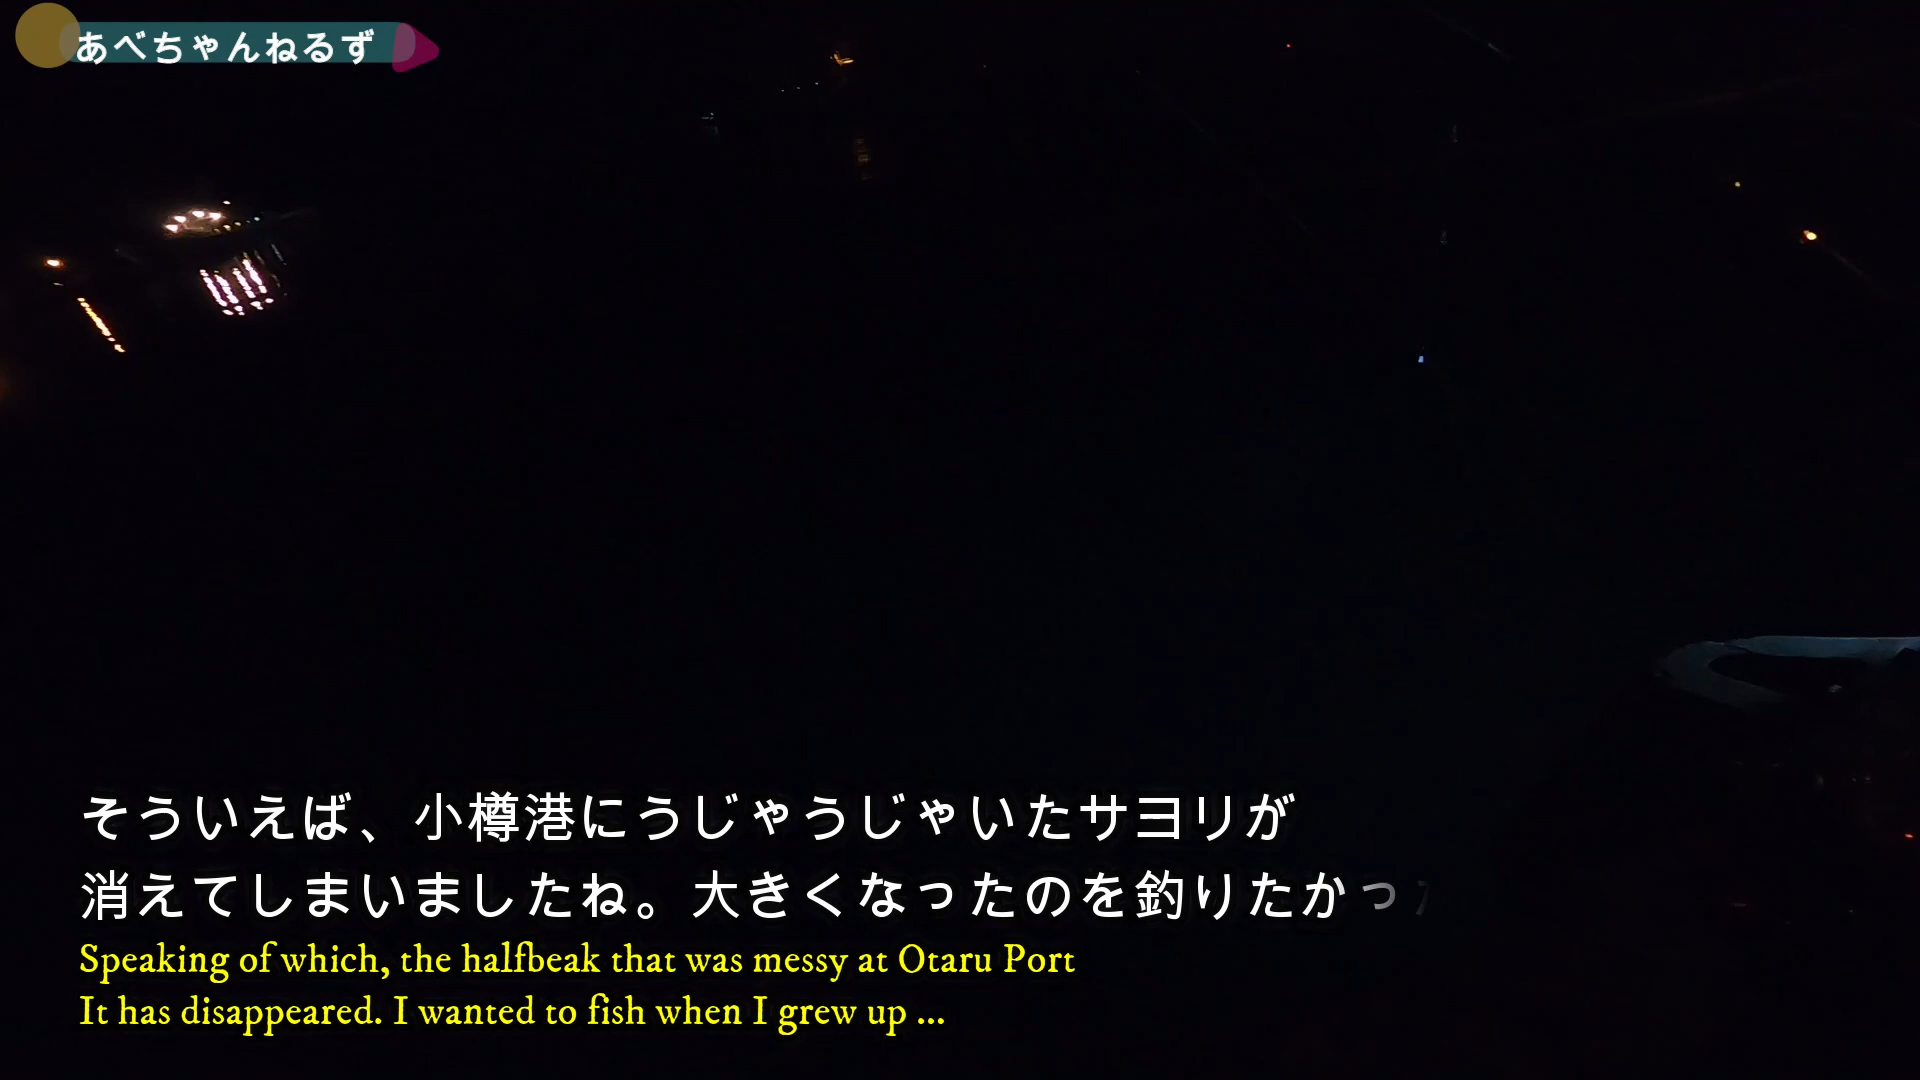 あべちゃんねるず
そういえば、小樽港にうじゃうじゃいたサヨリが
消えてしまいましたね。大きくなったのを釣りたかった
Speaking of which, the halfbeak that was messy at Otaru Port
It has disappeared. I wanted to fish when I grew up ...